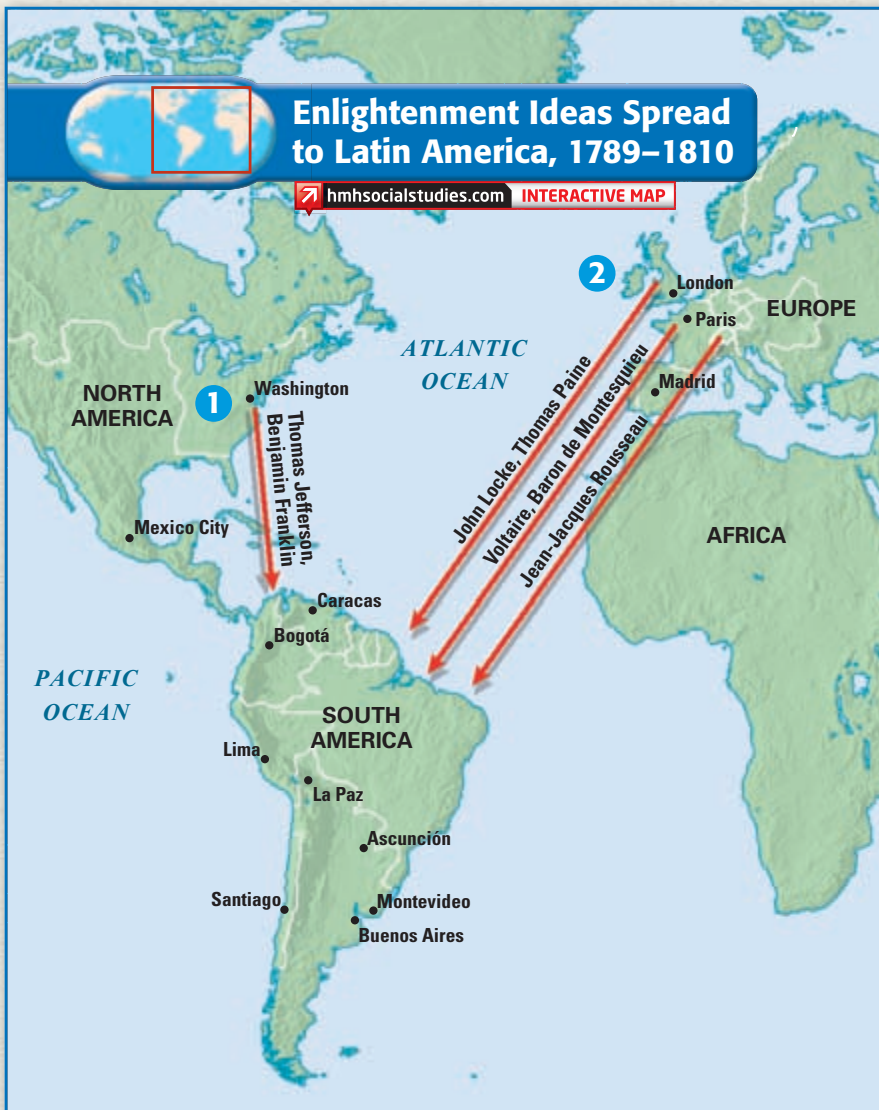 Enlightenment Ideas Spread
to Latin America, 1789–1810
hmhsocialstudies.com INTERACTIVE MAP
2
London
EUROPE
Paris
ATLANTIC
OCEAN
Madrid
NORTH
AMERICA
1
Washington
Thomas Jefferson,
Benjamin Franklin
John Locke, Thomas Paine
Voltaire, Baron de Montesquieu
Jean-Jacques Rousseau
Mexico City
AFRICA
Caracas
Bogotá
PACIFIC
OCEAN
SOUTH
AMERICA
Lima
La Paz
Ascunción
Santiago
Montevideo
Buenos Aires